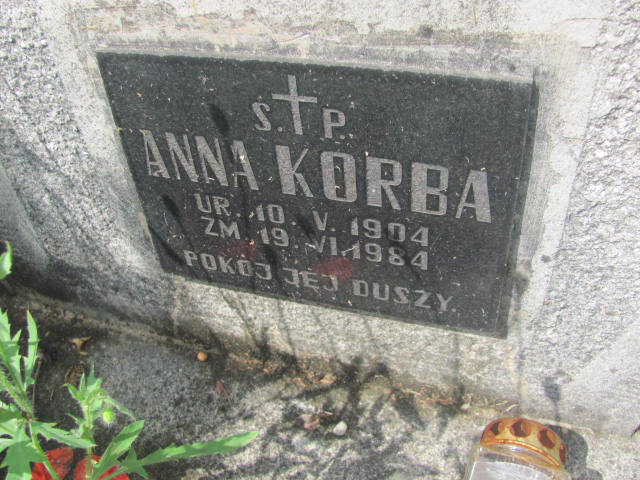 Ś. P.
ANNA KORBA
UR. 10. V. 1904
ZM. 19. VI. 1984
POKÓJ JEJ DUSZY.